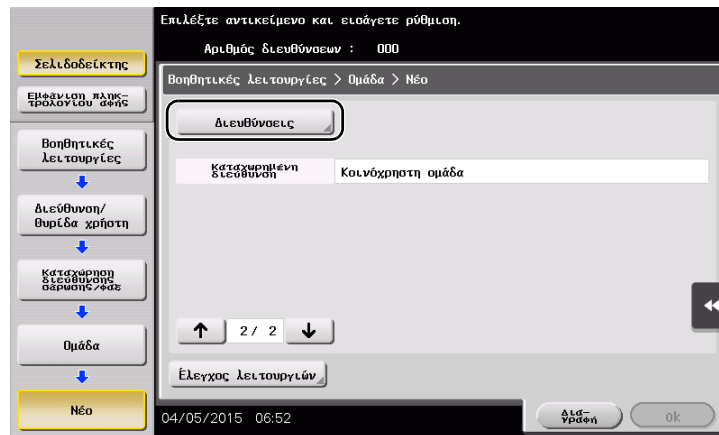 Επιλέξτε αντικείμενο και εισάγετε ρύθμιση.
Αριθμός διευθύνσεων : 000
Σελιδοδείκτης
Εμφάνιση πληκ-
τρολογίου αφής
Βοηθητικές
λειτουργίες
Διεύθυνση/
θυρίδα χρήστη
Καταχώρηση
διεύθυνσης
σάρωσης/φαξ
Ομάδα
Νέο
Βοηθητικές λειτουργίες > Ομάδα > Νέο
Διευθύνσεις
Καταχωρημένη
διεύθυνση
Κοινόχρηστη ομάδα
↑ 2/ 2 ↓
Έλεγχος λειτουργιών
04/05/2015 06:52
Δια-
γραφή
ok